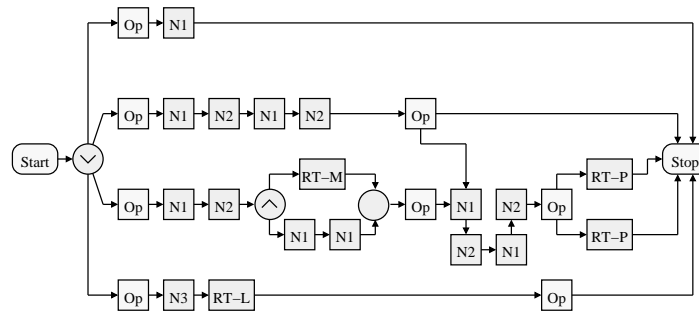 Op N1
Op N1 N2 N1 N2 Op
Start Stop
RT-M RT-P
Op N1 N2 Op N1 N2 Op
N1 N1 RT-P
N2 N1
Op N3 RT-L Op